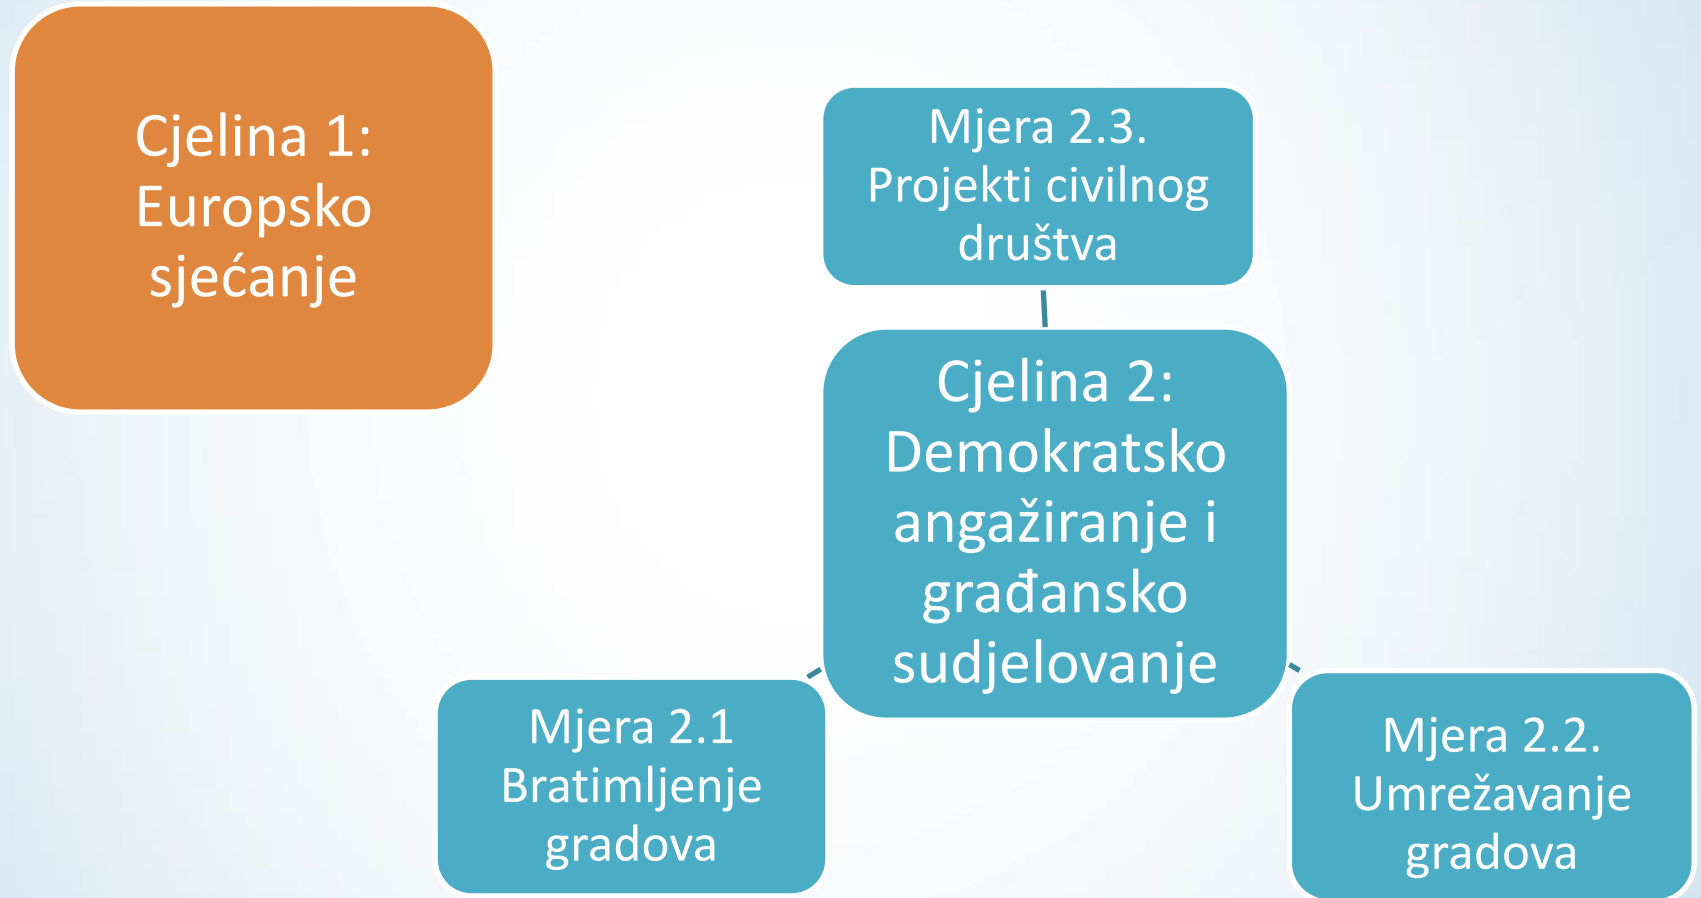 Cjelina 1:
Europsko
sjećanje
Mjera 2.3.
Projekti civilnog
društva
Cjelina 2:
Demokratsko
angažiranje i
građansko
sudjelovanje
Mjera 2.1
Bratimljenje
gradova
Mjera 2.2.
Umrežavanje
gradova